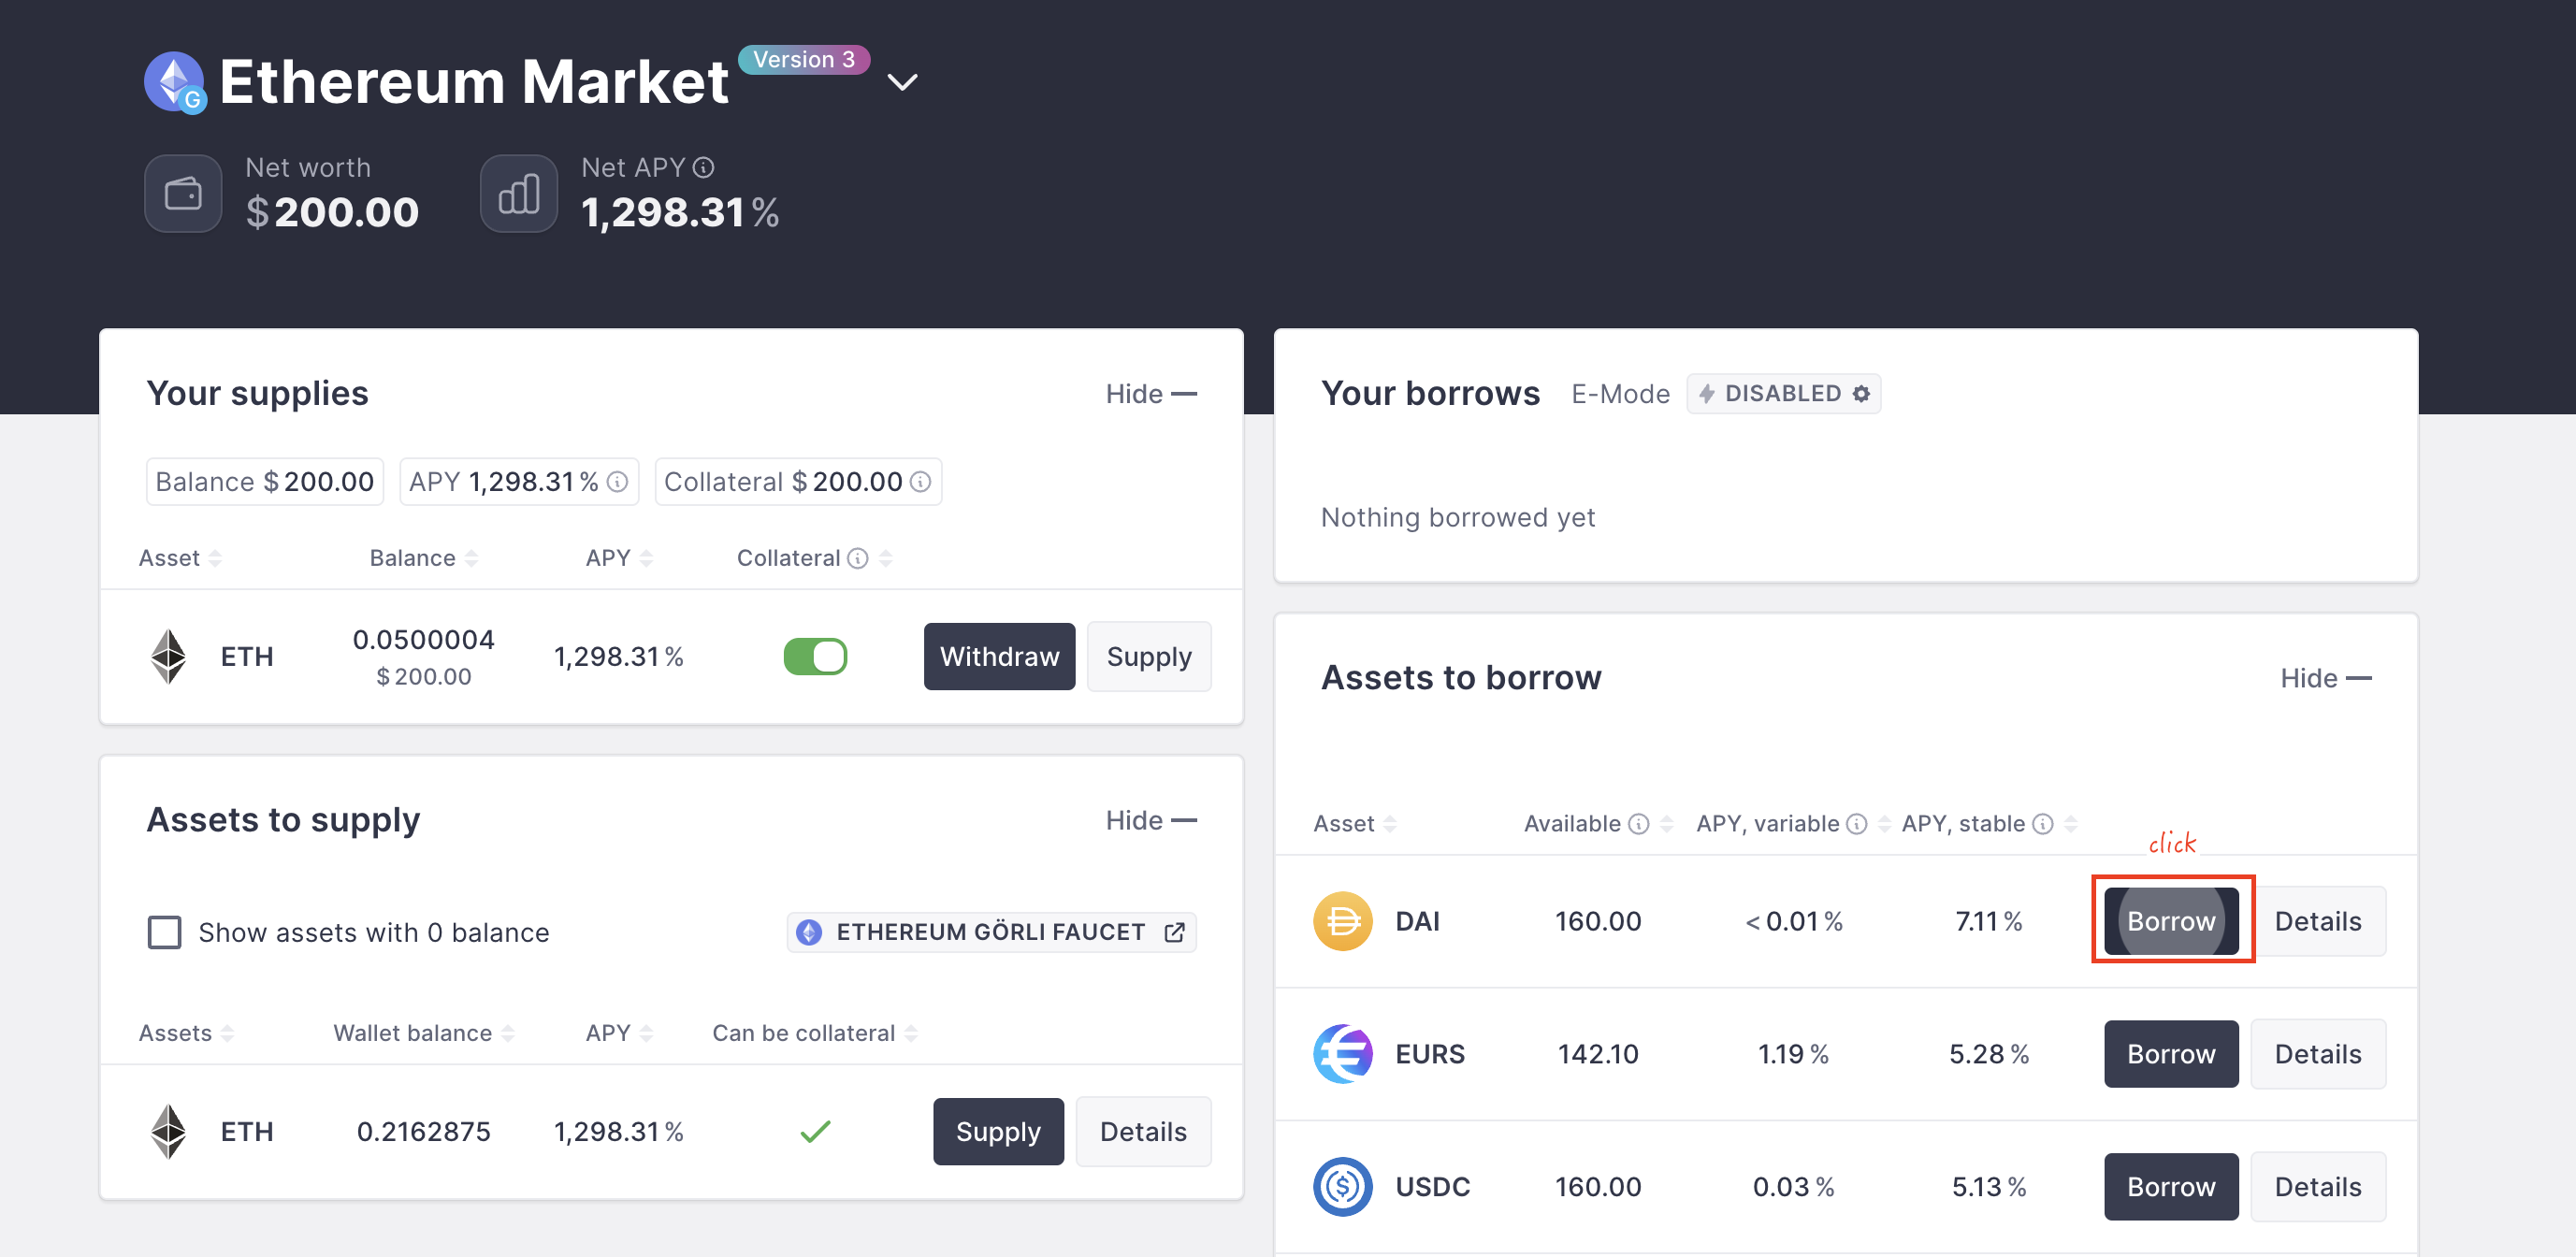 Ethereum Market Version 3
G
Net worth
$200.00
Net APY
1,298.31%
Your supplies
Hide
Balance $200.00
APY 1,298.31%
Collateral $200.00
Asset Balance APY Collateral
ETH 0.0500004 1,298.31% Withdraw Supply
$200.00
Assets to supply
Hide
Show assets with 0 balance
ETHEREUM GÖRLI FAUCET
Assets Wallet balance APY Can be collateral
ETH 0.2162875 1,298.31% Supply Details
Your borrows E-Mode DISABLED
Nothing borrowed yet
Assets to borrow
Hide
Asset Available APY, variable APY, stable
click
DAI 160.00 <0.01% 7.11% Borrow Details
EURS 142.10 1.19% 5.28% Borrow Details
USDC 160.00 0.03% 5.13% Borrow Details